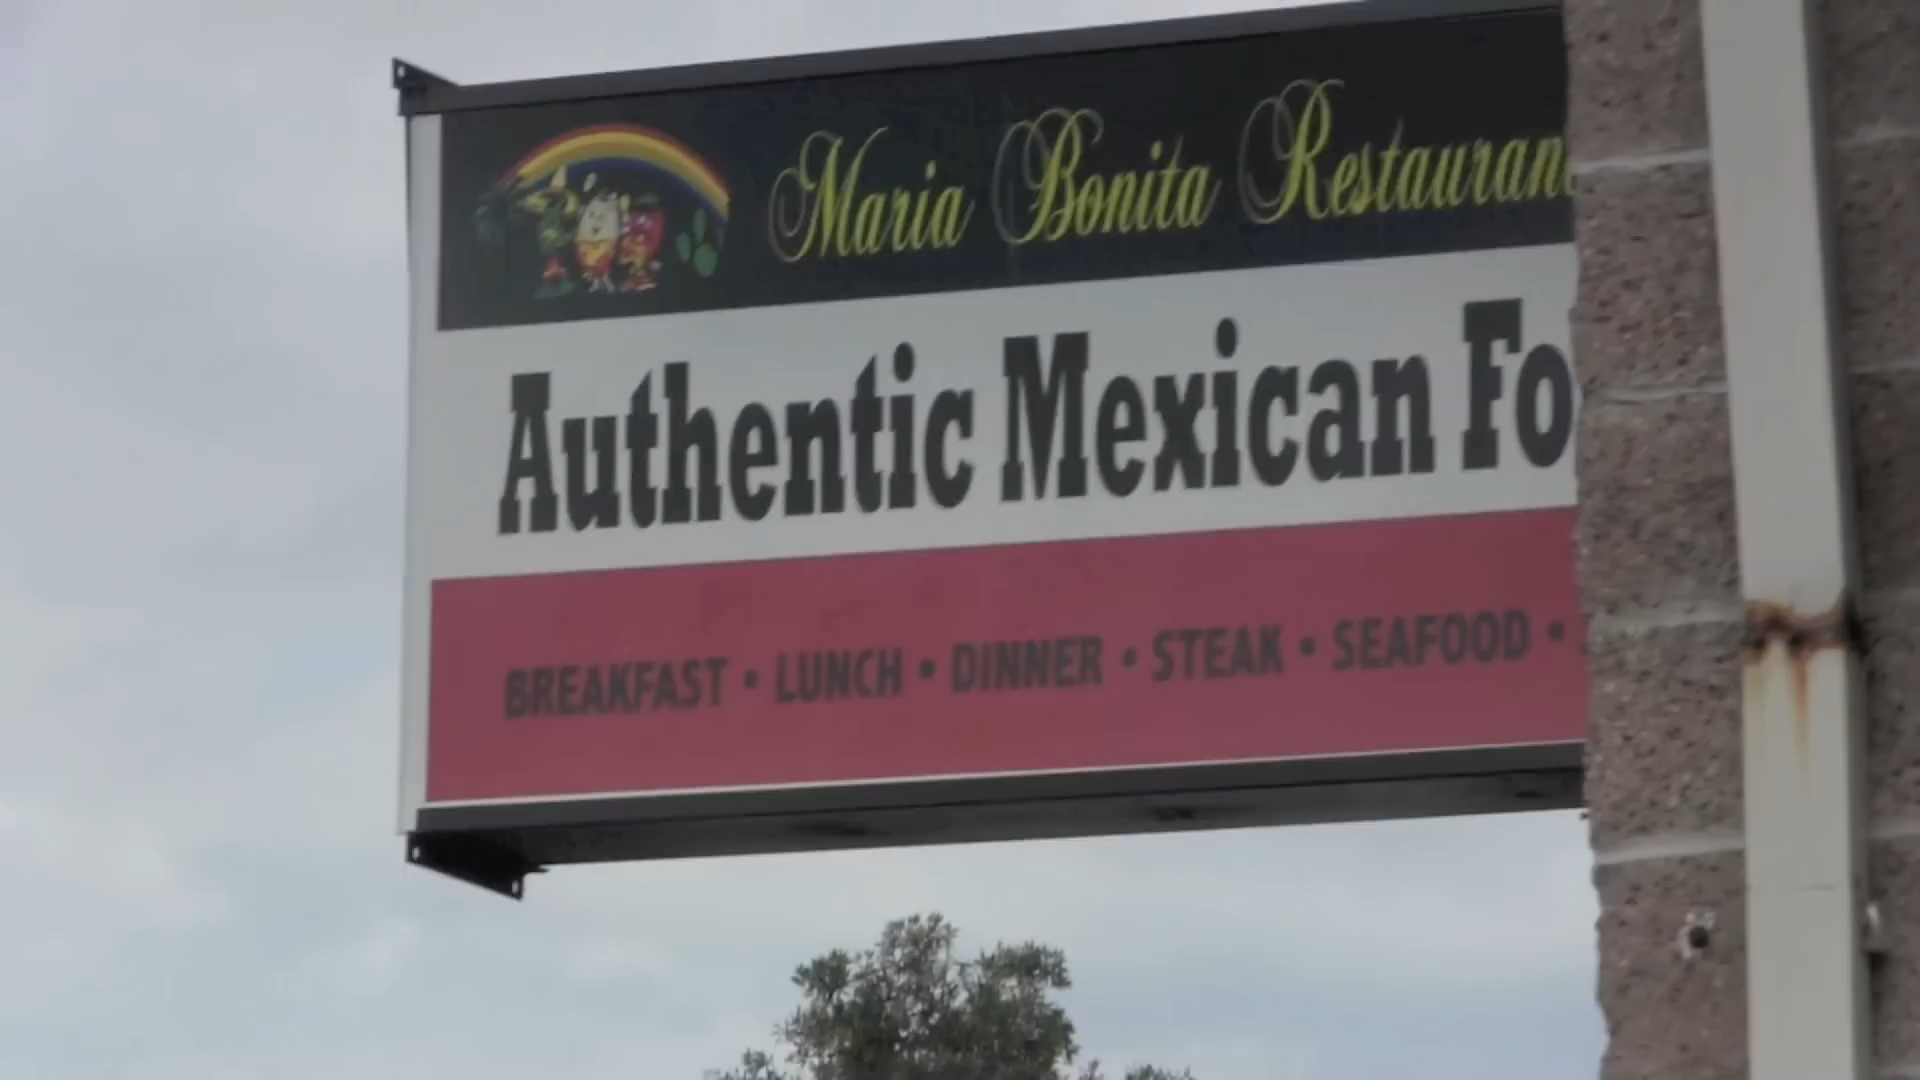 Maria Bonita Restauran
Authentic Mexican Fo
BREAKFAST • LUNCH • DINNER • STEAK • SEAFOOD •